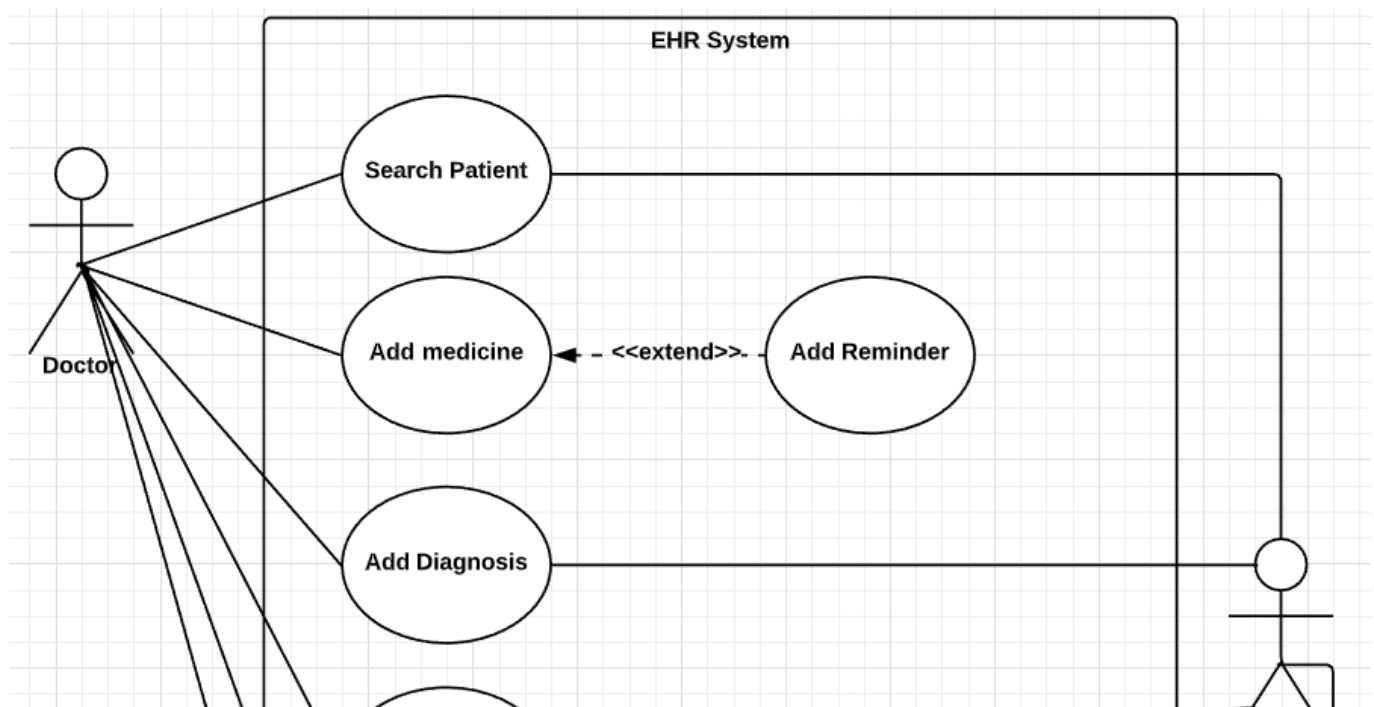 EHR System
Search Patient
Add medicine
<<extend>>
Add Reminder
Doctor
Add Diagnosis